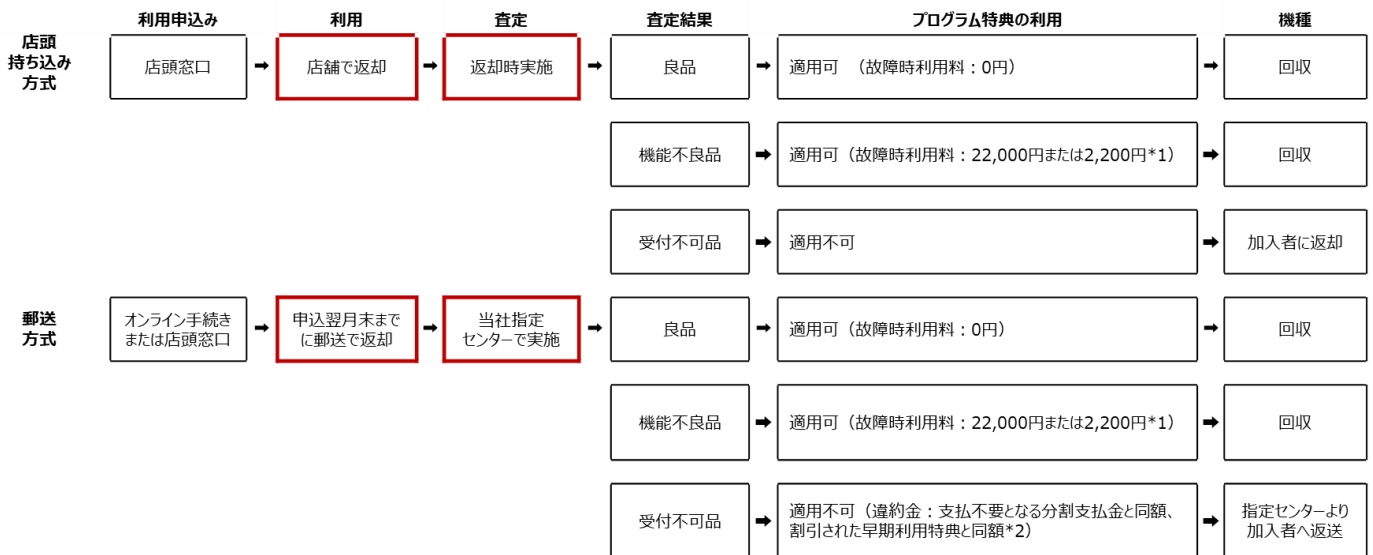 利用申込み 利用 査定 査定結果 プログラム特典の利用 機種
店頭
持ち込み
方式
店頭窓口 ➡ 店舗で返却 ➡ 返却時実施 ➡ 良品 ➡ 適用可 （故障時利用料：0円） ➡ 回収
機能不良品 ➡ 適用可（故障時利用料：22,000円または2,200円*1） ➡ 回収
受付不可品 ➡ 適用不可 ➡ 加入者に返却
郵送
方式
オンライン手続き
または店頭窓口
➡
申込翌月末まで
に郵送で返却
➡
当社指定
センターで実施
➡ 良品 ➡ 適用可（故障時利用料：0円） ➡ 回収
機能不良品 ➡ 適用可（故障時利用料：22,000円または2,200円*1） ➡ 回収
受付不可品 ➡
適用不可（違約金：支払不要となる分割支払金と同額、
割引された早期利用特典と同額*2）
➡
指定センターより
加入者へ返送